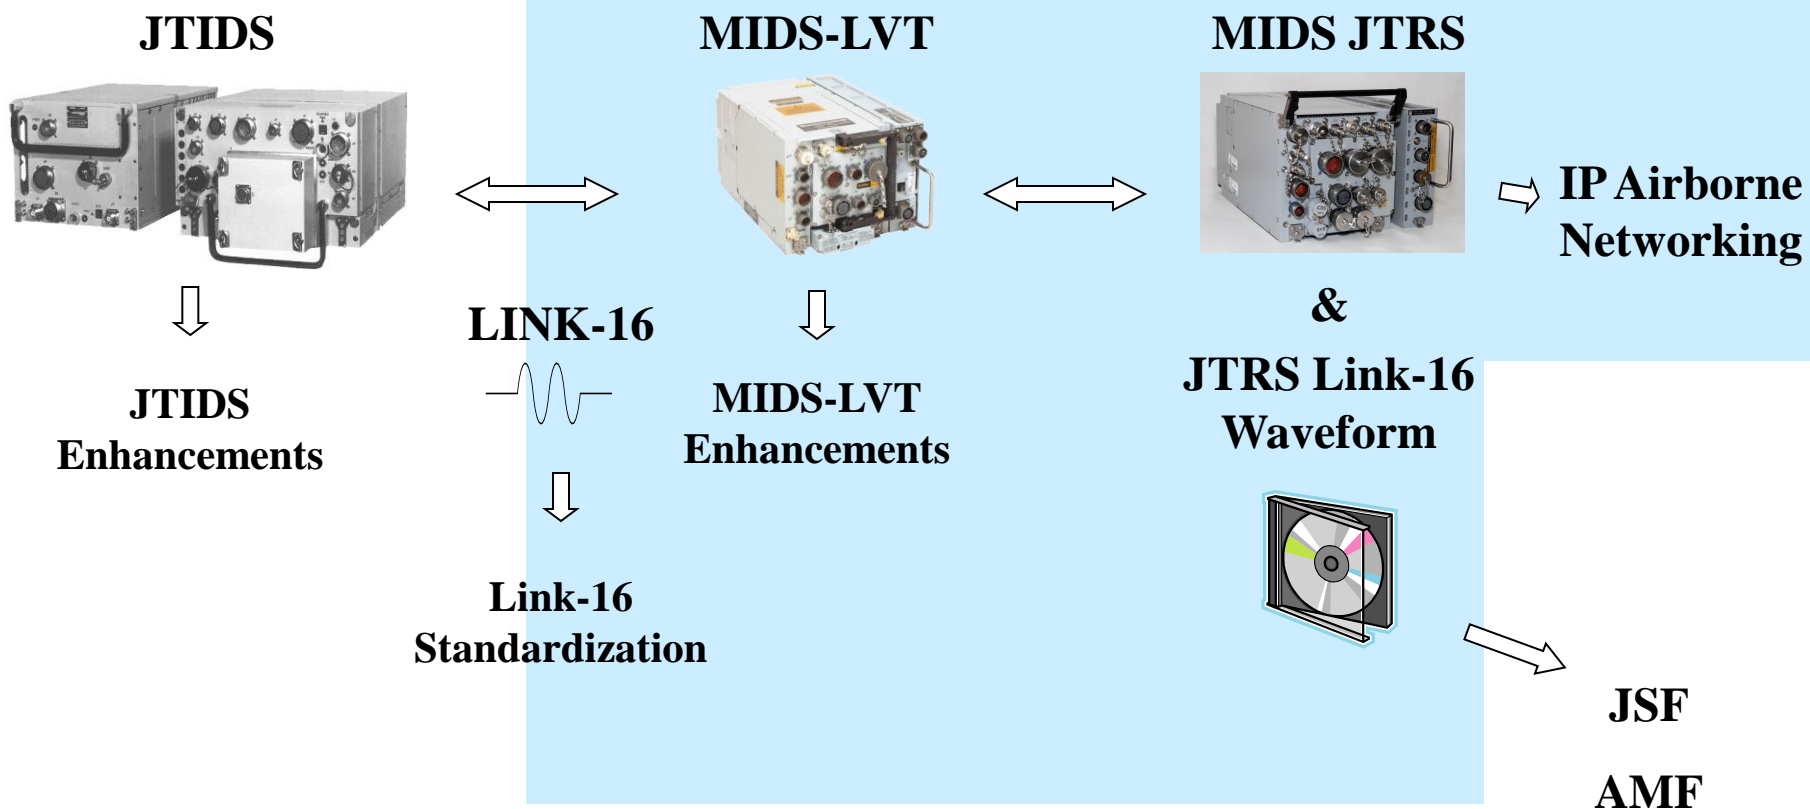 JTIDS
MIDS-LVT
MIDS JTRS
IP Airborne
Networking
&
LINK-16
JTRS Link-16
Waveform
JTIDS
Enhancements
MIDS-LVT
Enhancements
Link-16
Standardization
JSF
AMF